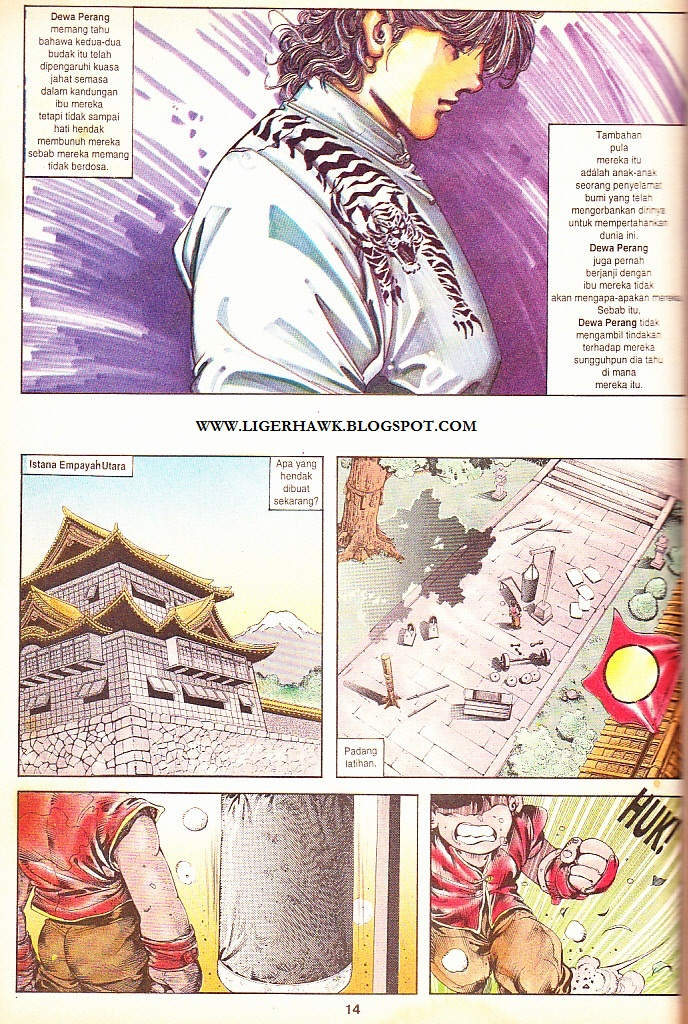 Dewa Perang
memang tahu
bahawa kedua-dua
budak itu telah
dipengaruhi kuasa
jahat semasa
dalam kandungan
ibu mereka
tetapi tidak sampai
hati hendak
membunuh mereka
sebab mereka memang
tidak berdosa.
Tambahan
pula
mereka itu
adalah anak-anak
seorang penyelamat
bumi yang telah
mengorbankan dirinya
untuk mempertahankan
dunia ini.
Dewa Perang
juga pernah
berjanji dengan
ibu mereka tidak
akan mengapa-apakan mereka.
Sebab itu,
Dewa Perang tidak
mengambil tindakan
terhadap mereka
sungguhpun dia tahu
di mana
mereka itu.
WWW.LIGERHAWK.BLOGSPOT.COM
Istana Empayah Utara
Apa yang
hendak
dibuat
sekarang?
Padang
latihan.
HUK!
14